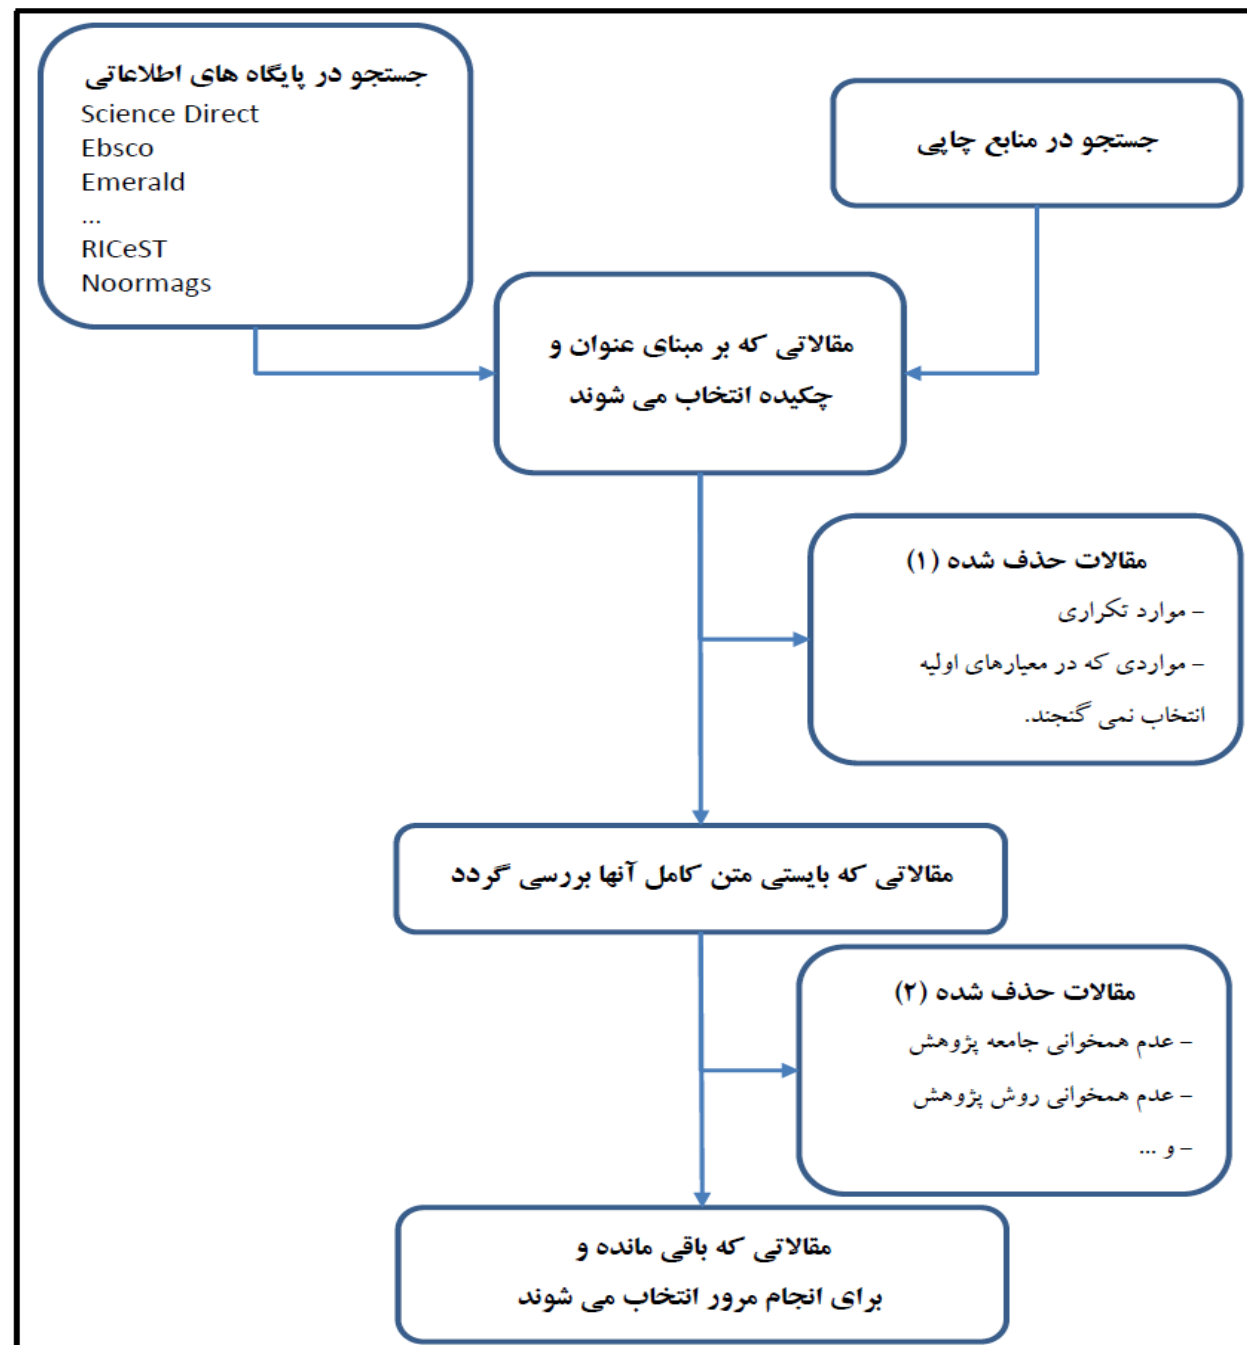 جستجو در پایگاه های اطلاعاتی
Science Direct
Ebsco
Emerald
...
RICeST
Noormags
جستجو در منابع چاپی
مقالاتی که بر مبنای عنوان و
چکیده انتخاب می شوند
مقالات حذف شده (۱)
– موارد تکراری
– مواردی که در معیارهای اولیه
انتخاب نمی گنجند.
مقالاتی که بایستی متن کامل آنها بررسی گردد
مقالات حذف شده (۲)
– عدم همخوانی جامعه پژوهش
– عدم همخوانی روش پژوهش
– و ...
مقالاتی که باقی مانده و
برای انجام مرور انتخاب می شوند